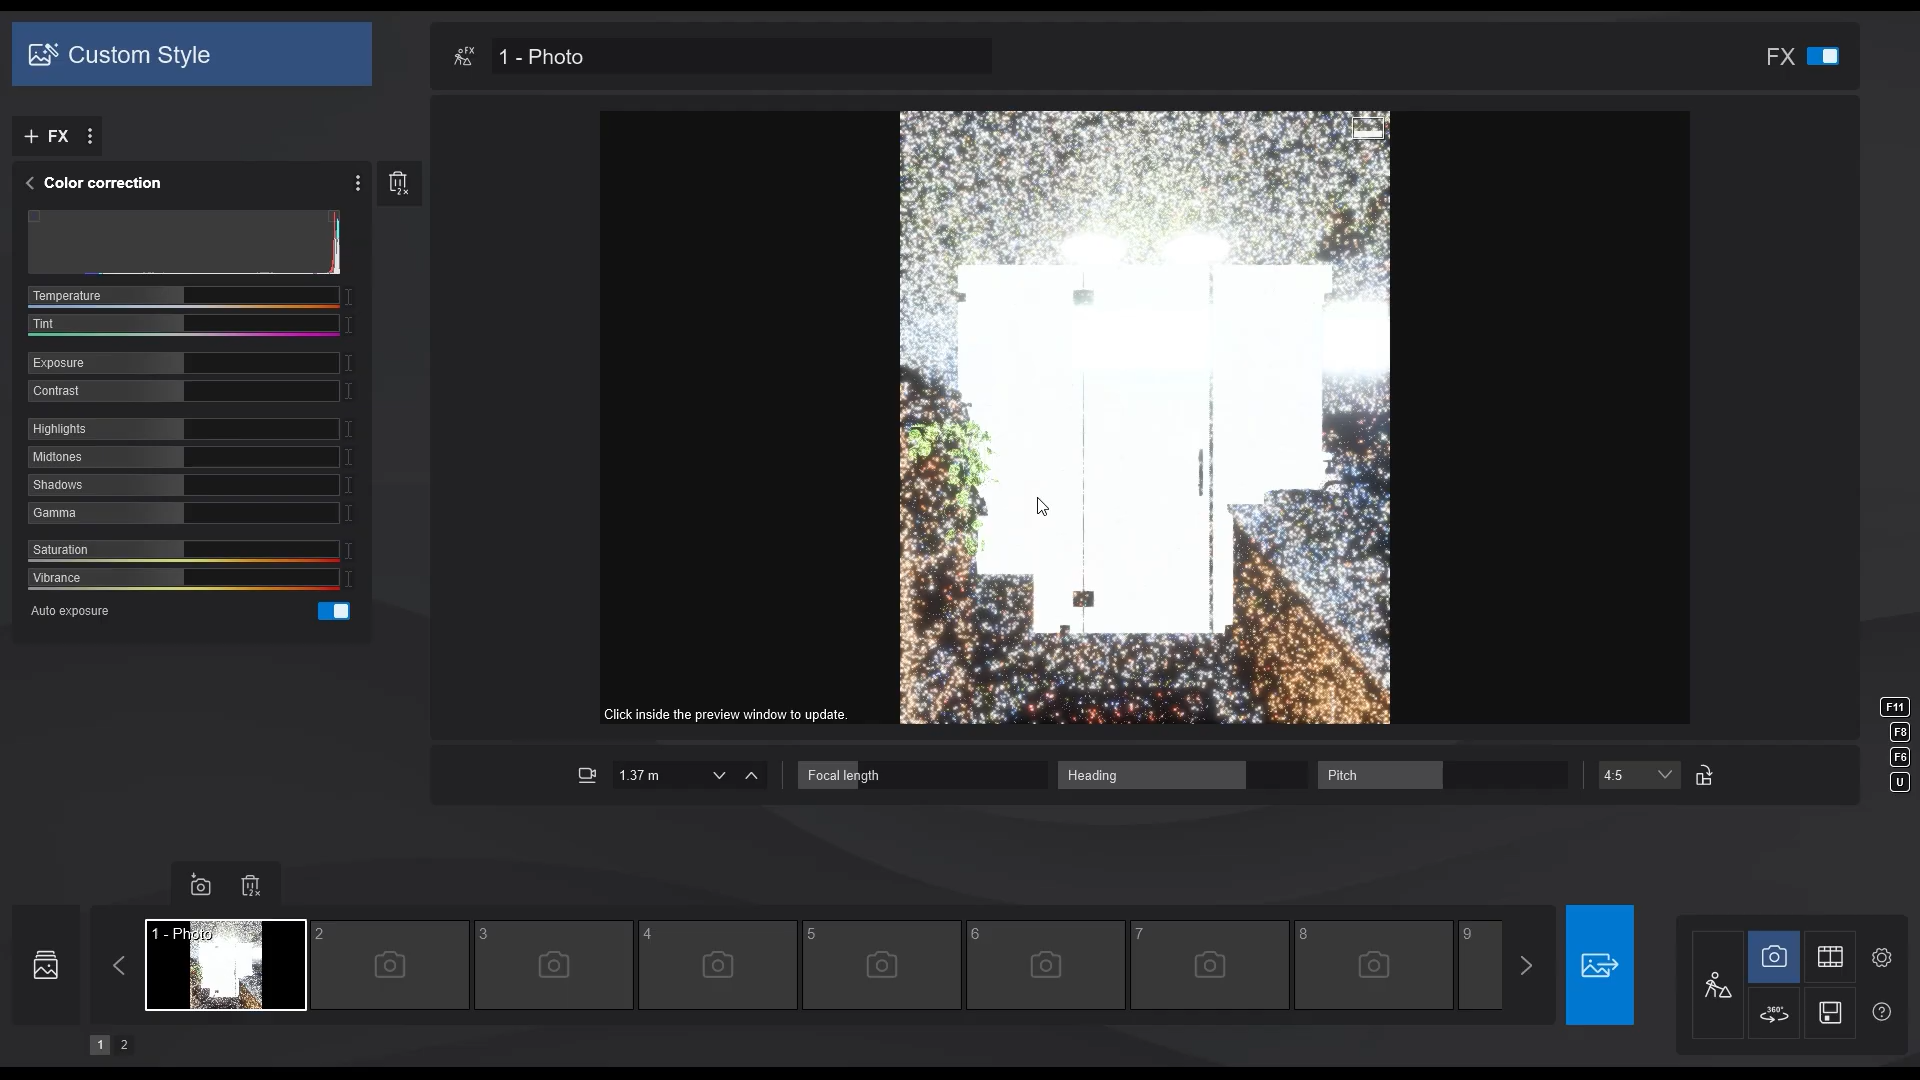 Custom Style
1 - Photo
FX
FX
Color correction
Temperature
Tint
Exposure
Contrast
Highlights
Midtones
Shadows
Gamma
Saturation
Vibrance
Auto exposure
Click inside the preview window to update.
F11
F8
F6
U
1.37 m
Focal length
Heading
Pitch
4:5
1 - Photo
2
3
4
5
6
7
8
9
360°
1 2